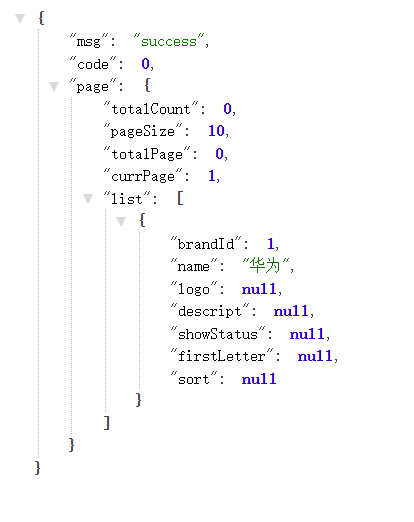 {
"msg": "success",
"code": 0,
"page": {
"totalCount": 0,
"pageSize": 10,
"totalPage": 0,
"currPage": 1,
"list": [
{
"brandId": 1,
"name": "华为",
"logo": null,
"descript": null,
"showStatus": null,
"firstLetter": null,
"sort": null
}
]
}
}